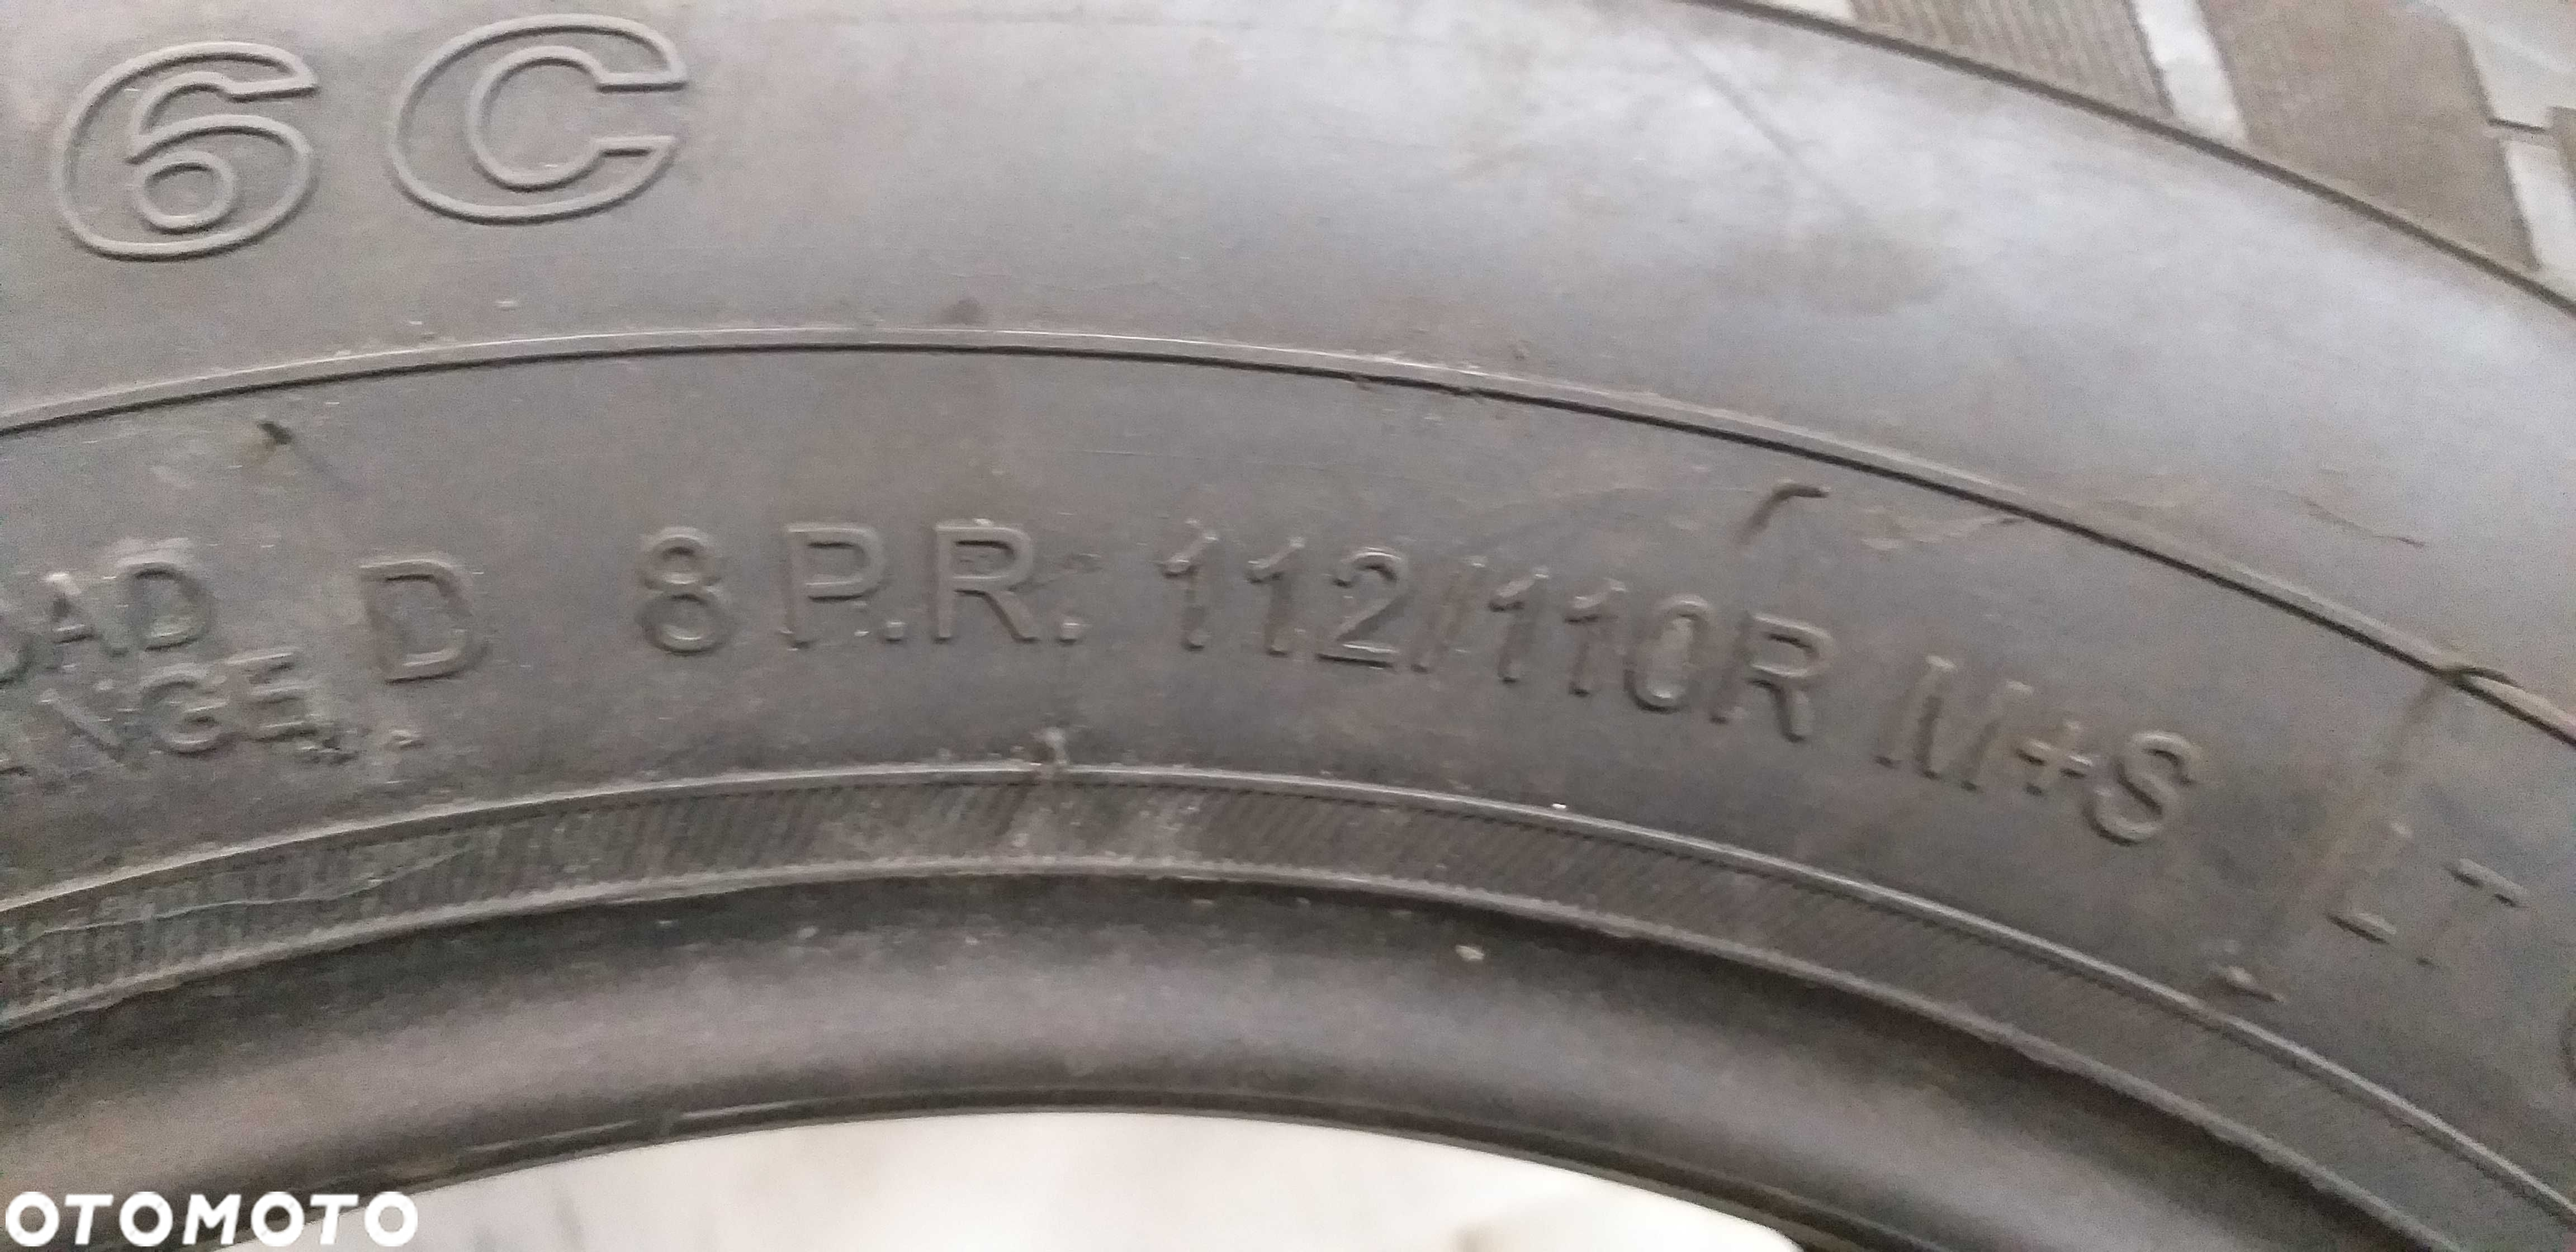 6C
D 8 P.R. 112/110R M+S
OTOMOTO